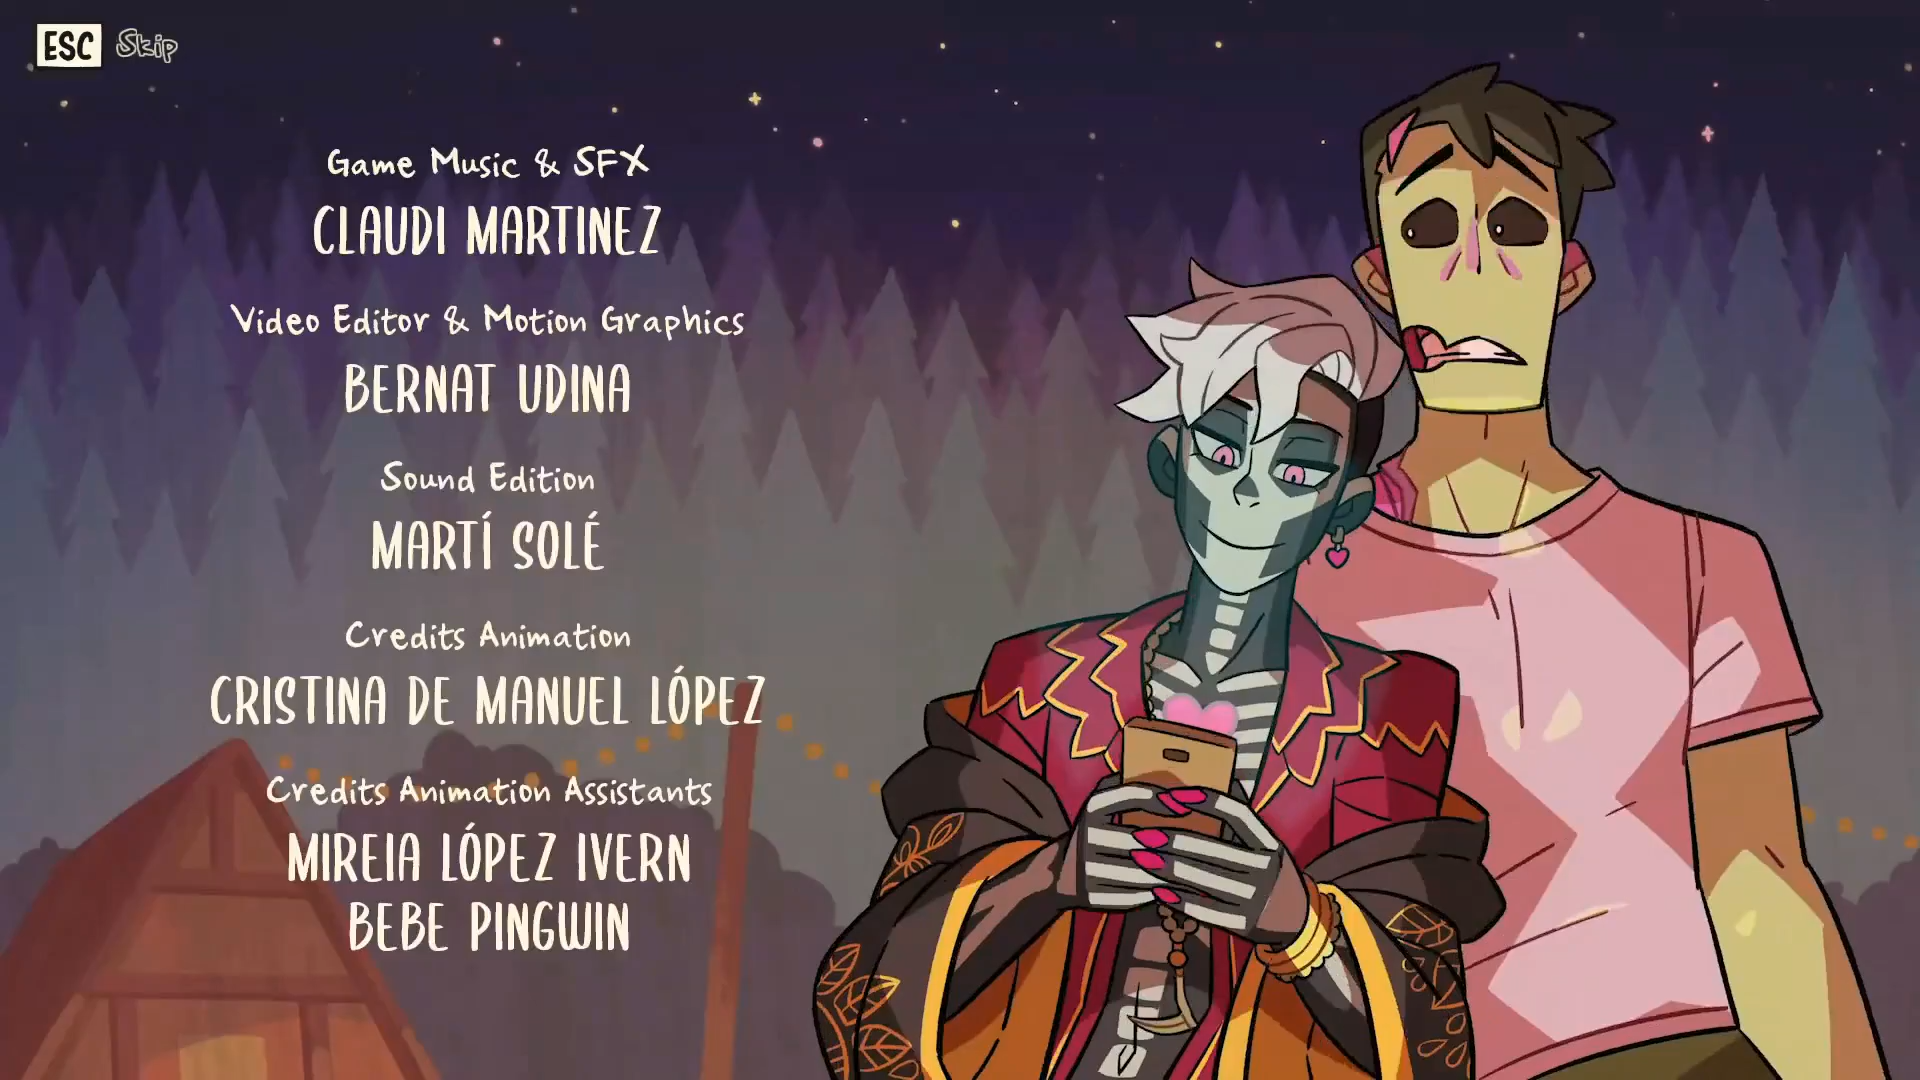 ESC Skip
Game Music & SFX
CLAUDI MARTINEZ
Video Editor & Motion Graphics
BERNAT UDINA
Sound Edition
MARTÍ SOLÉ
Credits Animation
CRISTINA DE MANUEL LÓPEZ
Credits Animation Assistants
MIREIA LÓPEZ IVERN
BEBE PINGWIN